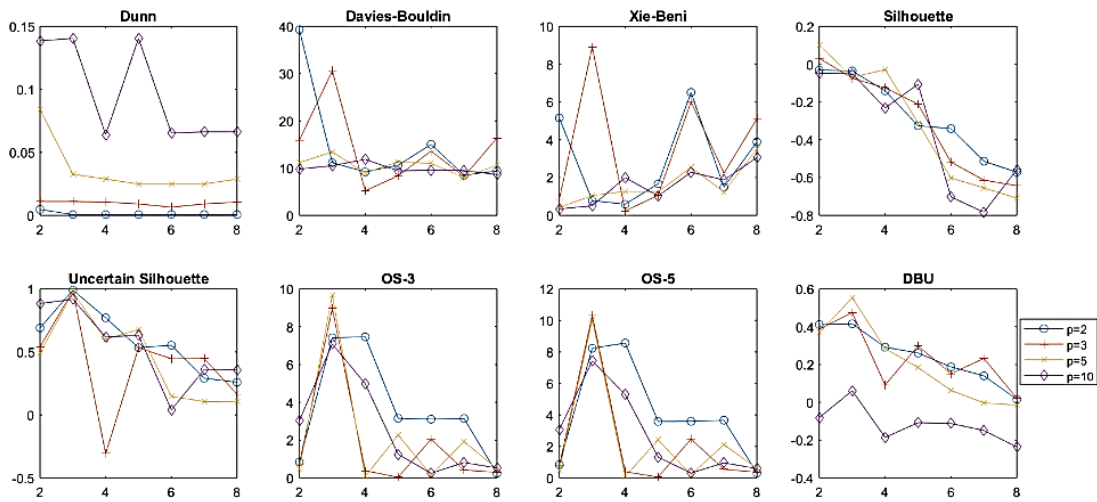 Dunn
0.15
0.1
0.05
0
2 4 6 8
Davies-Bouldin
40
30
20
10
0
2 4 6 8
Xie-Beni
10
8
6
4
2
0
2 4 6 8
Silhouette
0.2
0
-0.2
-0.4
-0.6
-0.8
2 4 6 8
Uncertain Silhouette
1
0.5
0
-0.5
2 4 6 8
OS-3
10
8
6
4
2
0
2 4 6 8
OS-5
12
10
8
6
4
2
0
2 4 6 8
DBU
0.6
0.4
0.2
0
-0.2
-0.4
2 4 6 8
p=2
p=3
p=5
p=10